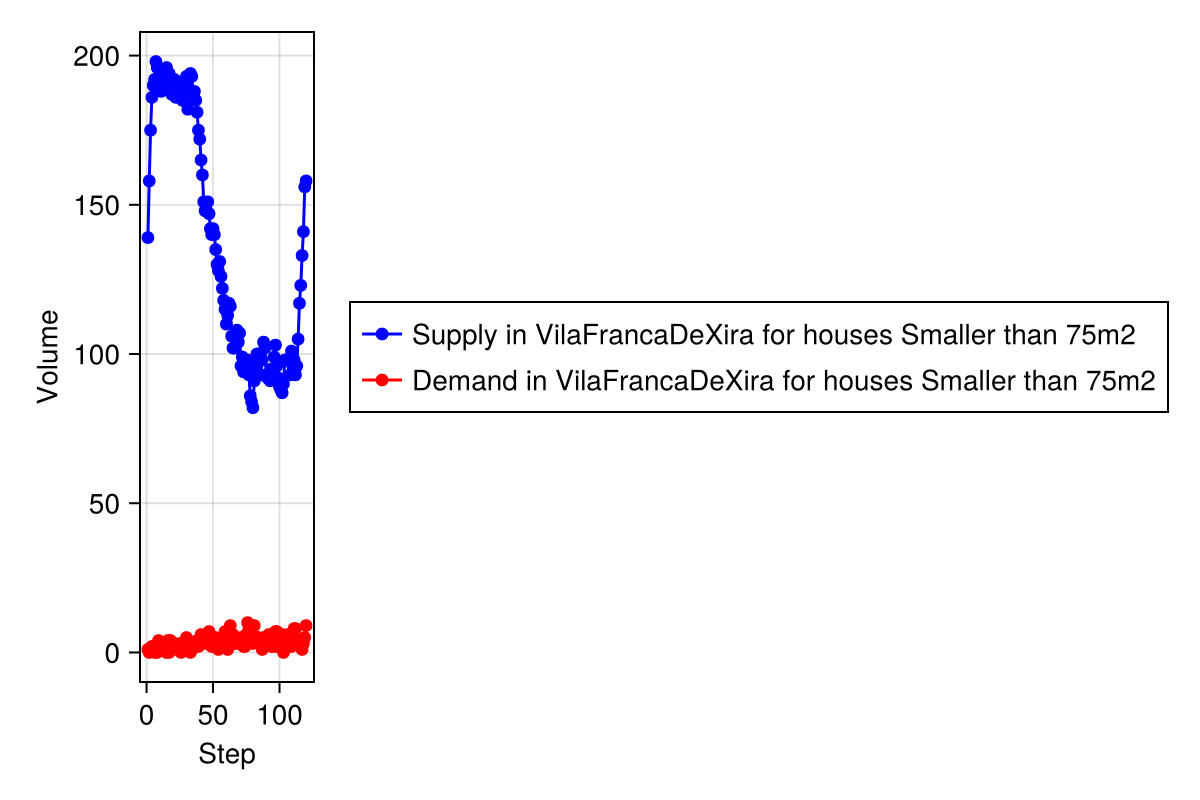 200
150
100
50
0
Volume
0 50 100
Step
Supply in VilaFrancaDeXira for houses Smaller than 75m2
Demand in VilaFrancaDeXira for houses Smaller than 75m2